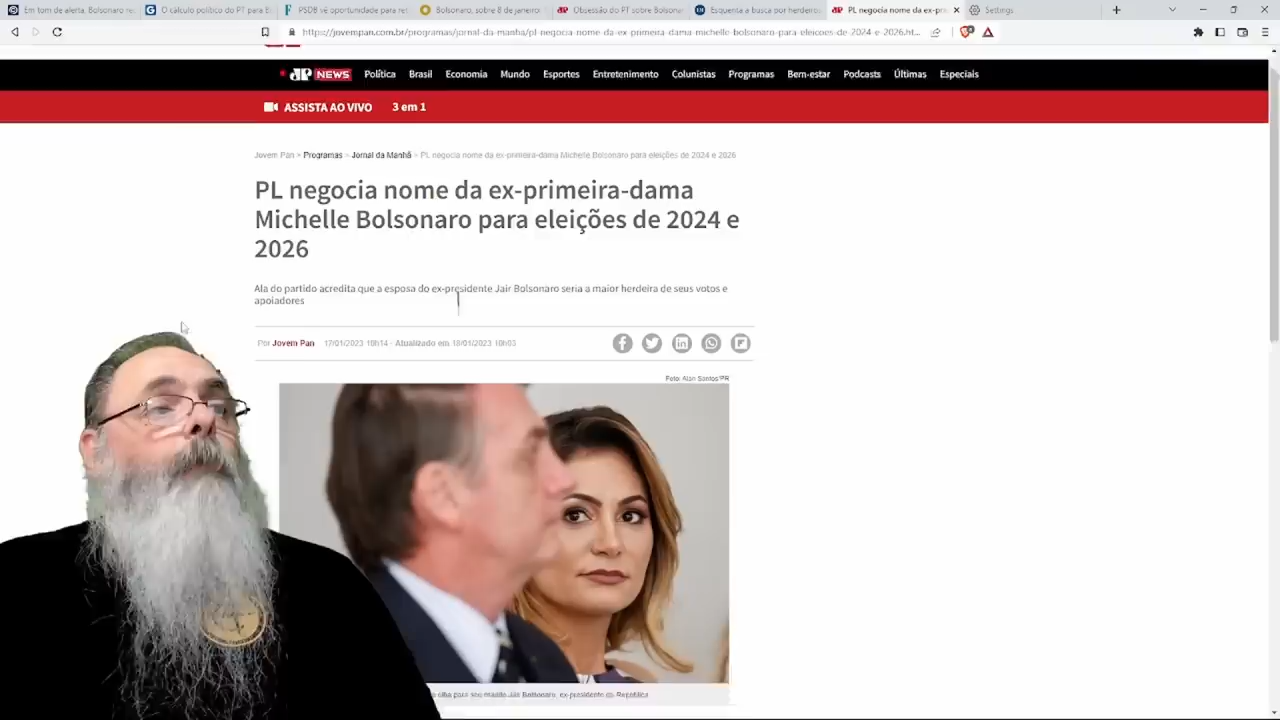 Em tom de alerta, Bolsonaro no
O cálculo político do PT para B
PSDB vê oportunidade para ret
Bolsonaro, sobre 8 de janeiro
Obsessão do PT sobre Bolsonar
Esquenta a busca por herdeiro
PL negocia nome da ex-pri
Settings
https://jovempan.com.br/programas/jornal-da-manha/pl-negocia-nome-da-ex-primeira-dama-michelle-bolsonaro-para-eleicoes-de-2024-e-2026.ht...
JP NEWS Política Brasil Economia Mundo Esportes Entretenimento Colunistas Programas Bem-estar Podcasts Últimas Especiais
ASSISTA AO VIVO 3 em 1
Jovem Pan > Programas > Jornal da Manhã > PL negocia nome da ex-primeira-dama Michelle Bolsonaro para eleições de 2024 e 2026
PL negocia nome da ex-primeira-dama
Michelle Bolsonaro para eleições de 2024 e
2026
Ala do partido acredita que a esposa do ex-presidente Jair Bolsonaro seria a maior herdeira de seus votos e
apoiadores
Por Jovem Pan 17/01/2023 18h14 - Atualizado em 18/01/2023 10h03
Foto: Alan Santos/PR
olha para seu marido Jair Bolsonaro, ex-presidente da República